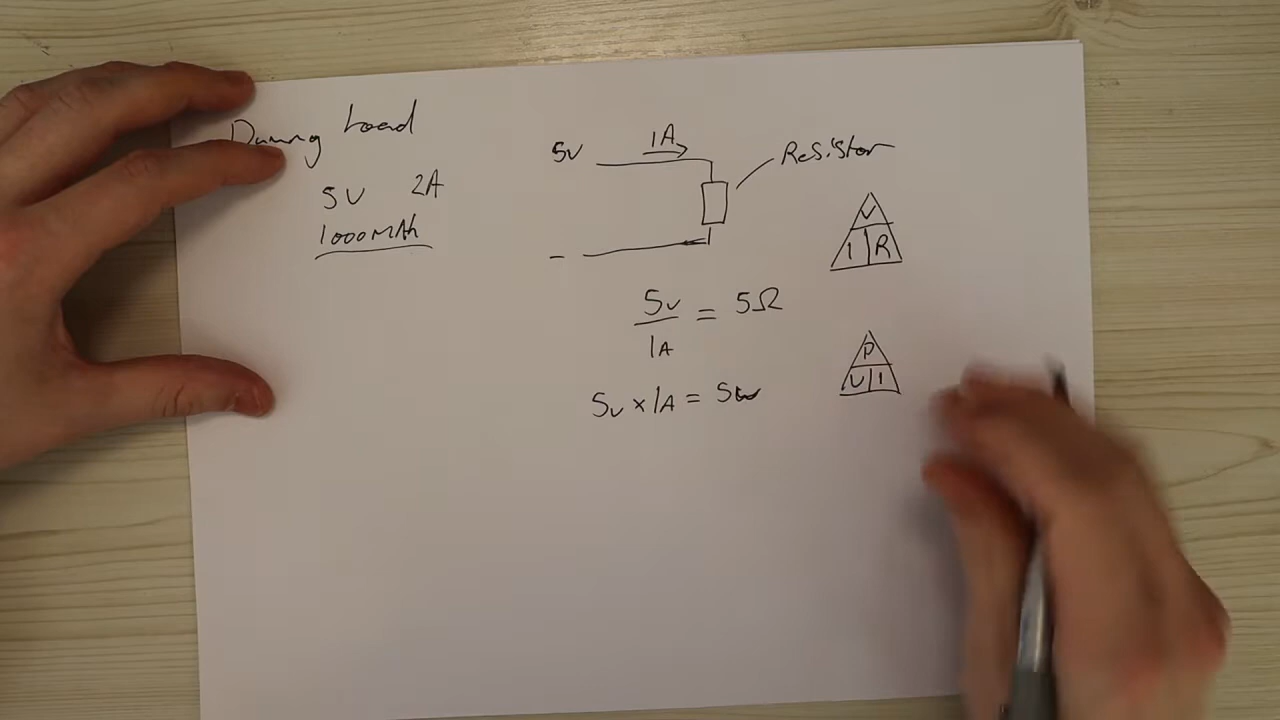 Dummy Load
5V 2A
1000MAh
5V 1A
Resistor
-
V
I R
5V
1A = 5Ω
P
V I
5V × 1A = 5W